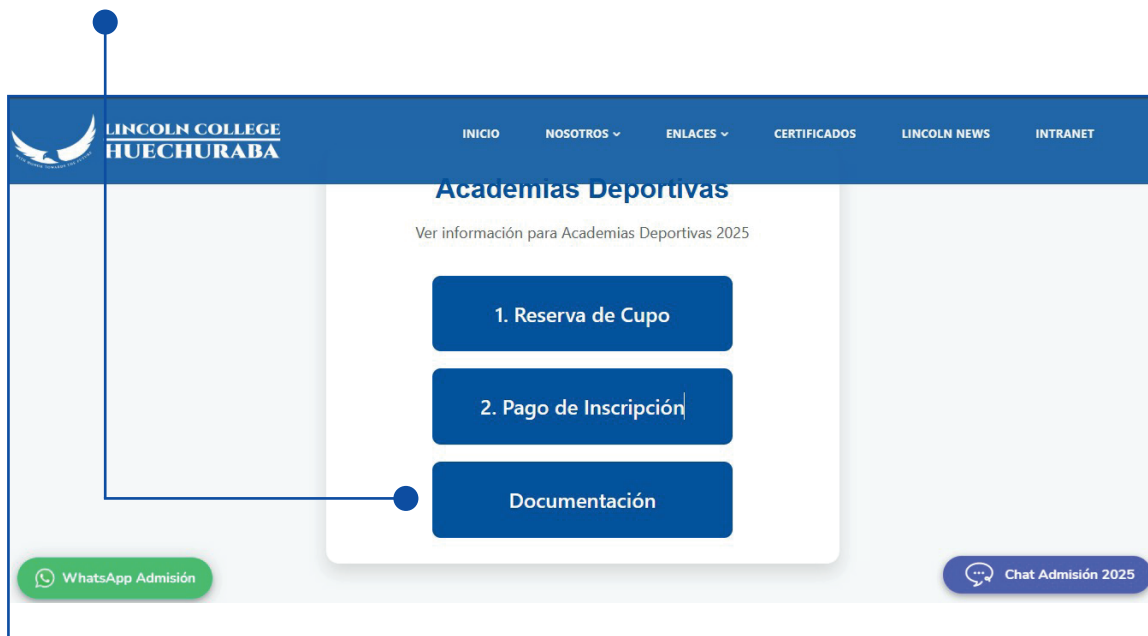 LINCOLN COLLEGE
HUECHURABA
INICIO NOSOTROS ENLACES CERTIFICADOS LINCOLN NEWS INTRANET
Academias Deportivas
Ver información para Academias Deportivas 2025
1. Reserva de Cupo
2. Pago de Inscripción
Documentación
WhatsApp Admisión
Chat Admisión 2025